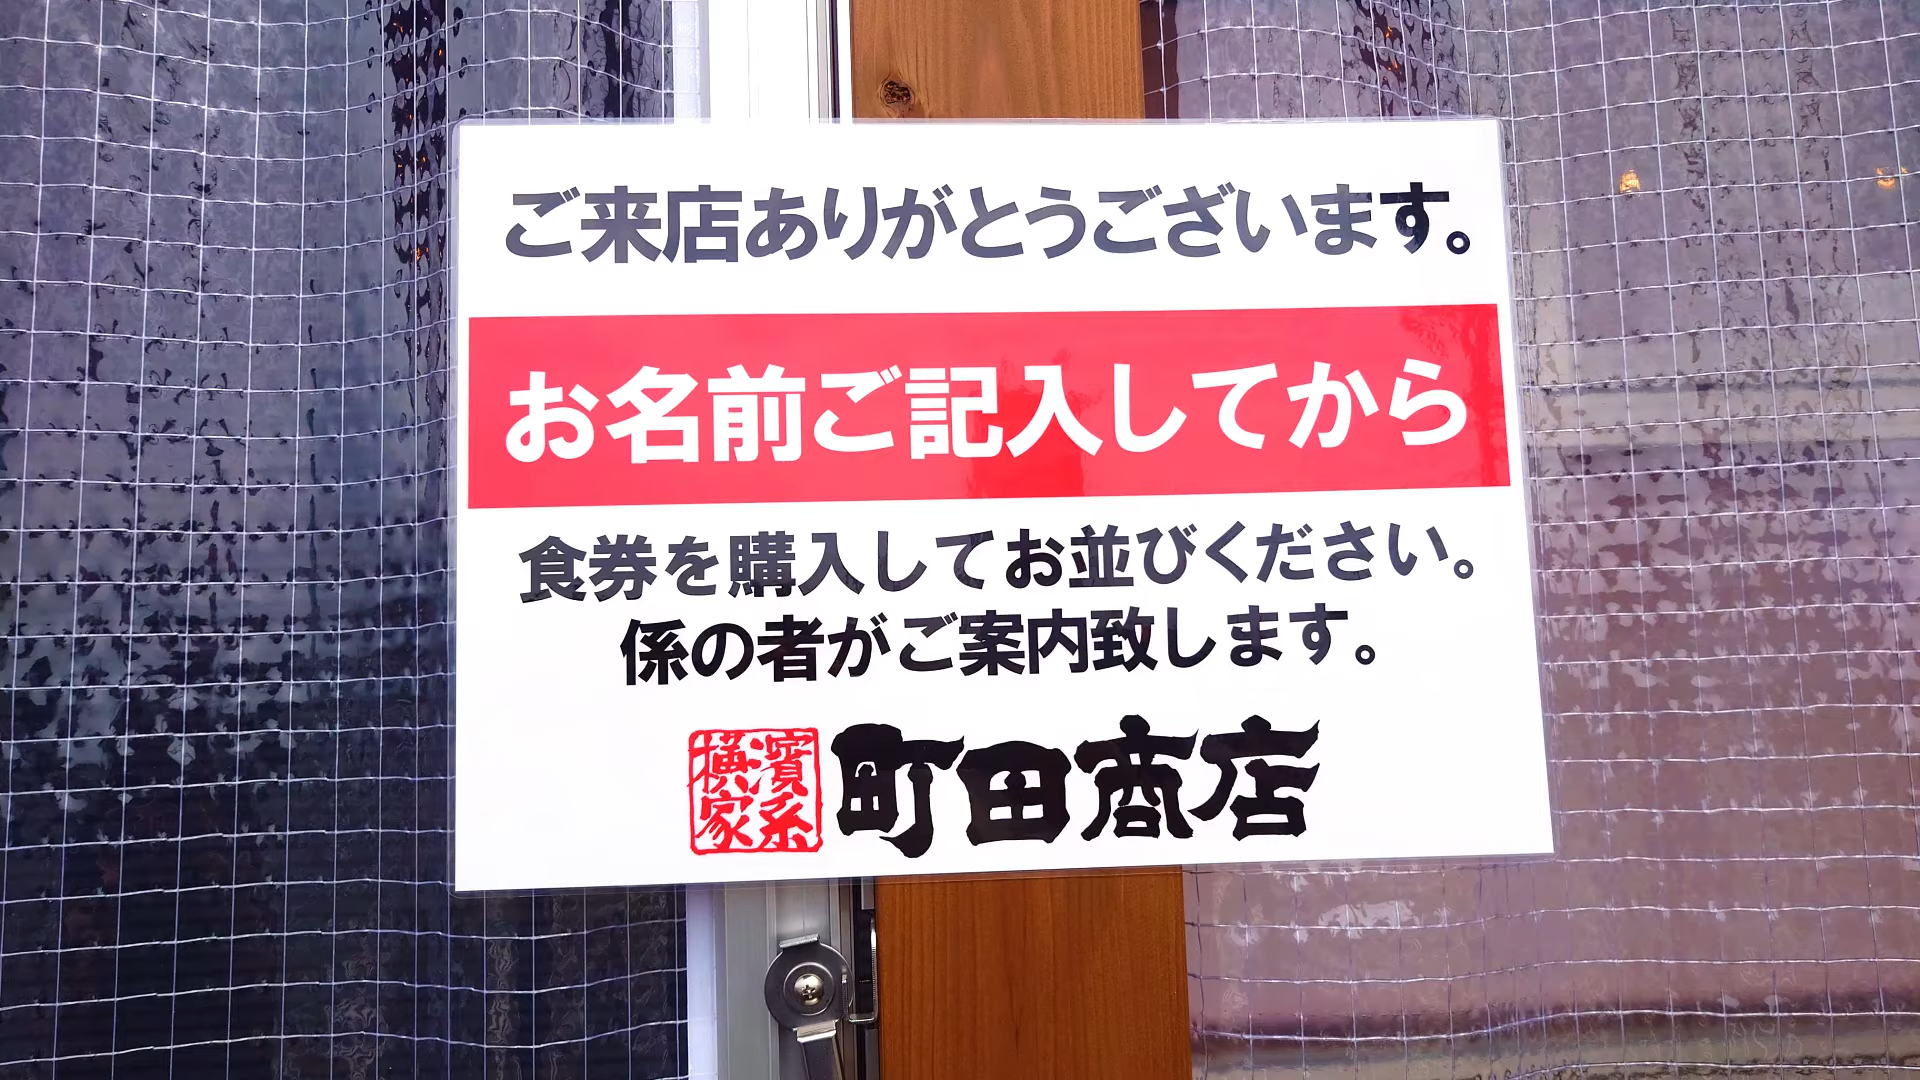 ご来店ありがとうございます。
お名前ご記入してから
食券を購入してお並びください。
係の者がご案内致します。
横濱家系 町田商店